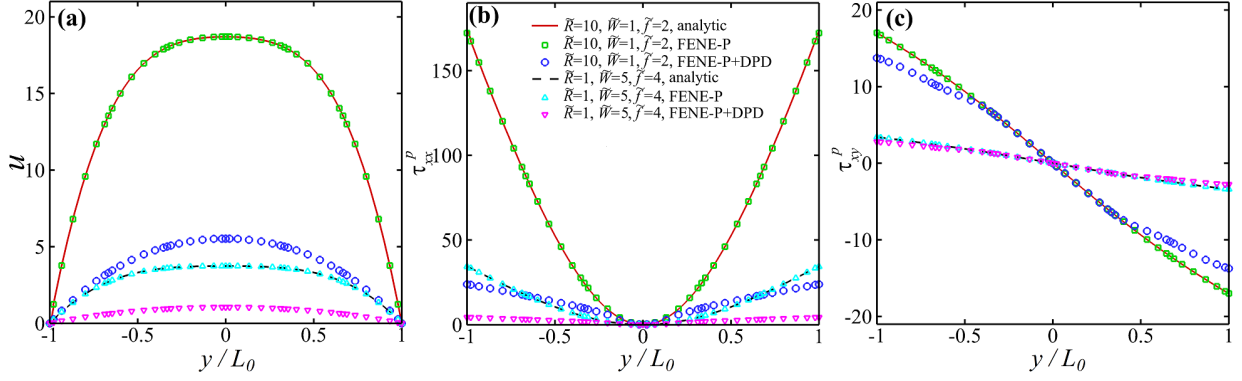 (a)
20
15
10
5
0
u
-1 -0.5 0 0.5 1
y / L₀
(b)
R̃=10, W̃=1, f̃=2, analytic
R̃=10, W̃=1, f̃=2, FENE-P
R̃=10, W̃=1, f̃=2, FENE-P+DPD
R̃=1, W̃=5, f̃=4, analytic
R̃=1, W̃=5, f̃=4, FENE-P
R̃=1, W̃=5, f̃=4, FENE-P+DPD
150
100
50
0
τᵖₓₓ
-1 -0.5 0 0.5 1
y / L₀
(c)
20
10
0
-10
-20
τ^p_xy
-1 -0.5 0 0.5 1
y / L₀